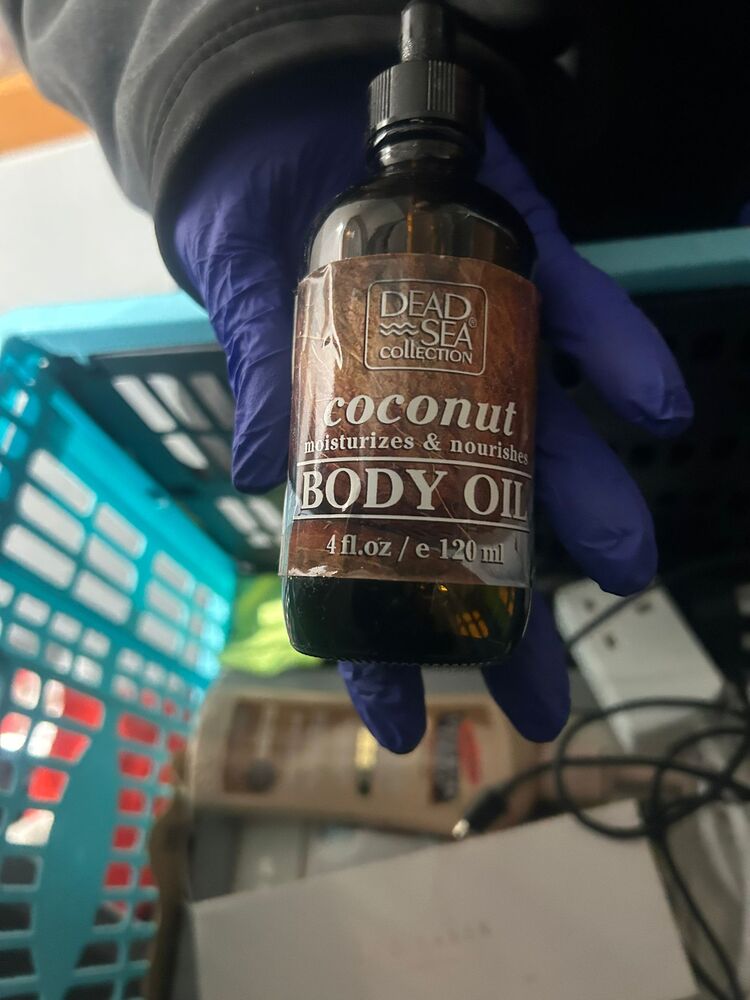 DEAD
SEA®
COLLECTION
coconut
moisturizes & nourishes
BODY OIL
4 fl.oz / e 120 ml